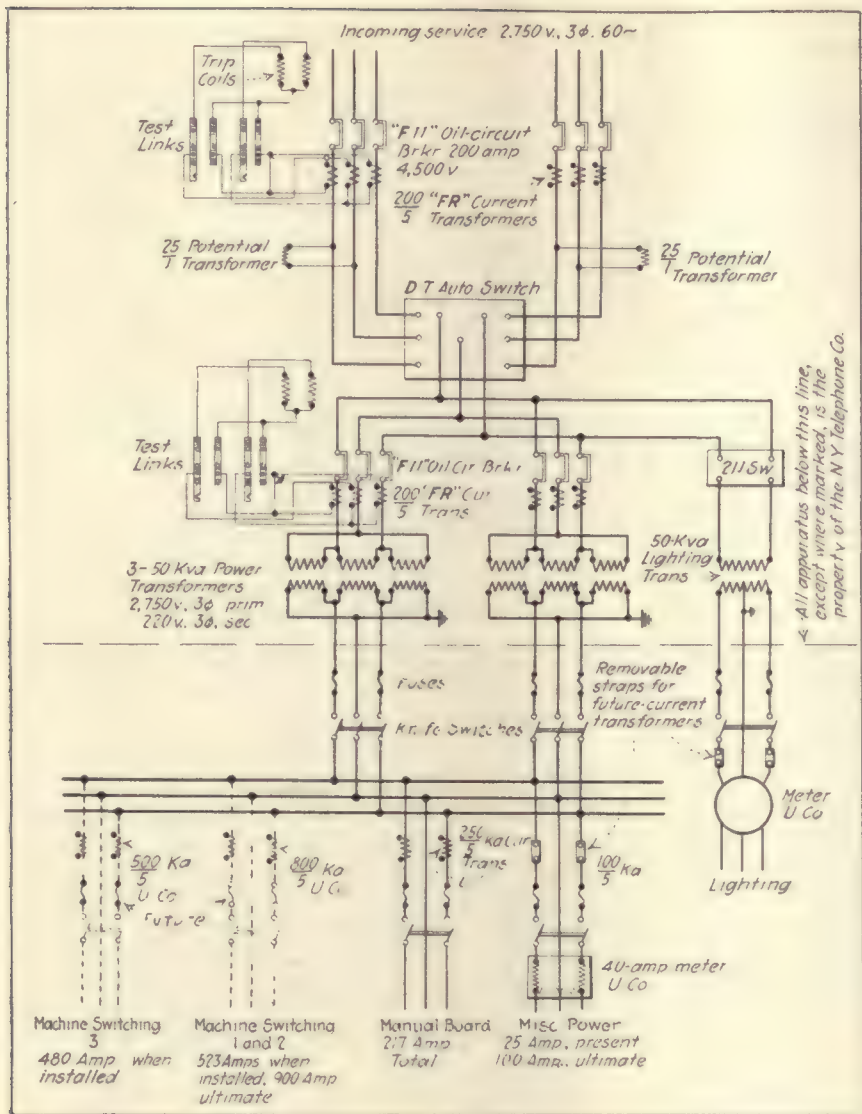 Incoming service 2,750 v., 3ϕ. 60~
Trip
Coils
Test
Links
"F11" Oil-circuit
Brkr 200 amp
4,500 v
200/5 "FR" Current
Transformers
25/1 Potential
Transformer
25/1 Potential
Transformer
D T Auto Switch
Test
Links
"F11" Oil Cir Brkr
200/5 "FR" Cur
Trans
211 Sw
50-Kva
Lighting
Trans
3-50 Kva Power
Transformers
2,750 v, 3ϕ prim
220 v. 3ϕ, sec
All apparatus below this line,
except where marked, is the
property of the NY Telephone Co.
Fuses
Removable
straps for
future-current
transformers
Knife Switches
Meter
U Co
Lighting
500/5 Ka
U Co
Future
800/5 Ka
U Co
250/5 Ka Cur
Trans
100/5 Ka
40-amp meter
U Co
Machine Switching
3
480 Amp when
installed
Machine Switching
1 and 2
523 Amps when
installed, 900 Amp
ultimate
Manual Board
217 Amp
Total
Misc Power
25 Amp, present
100 Amp., ultimate